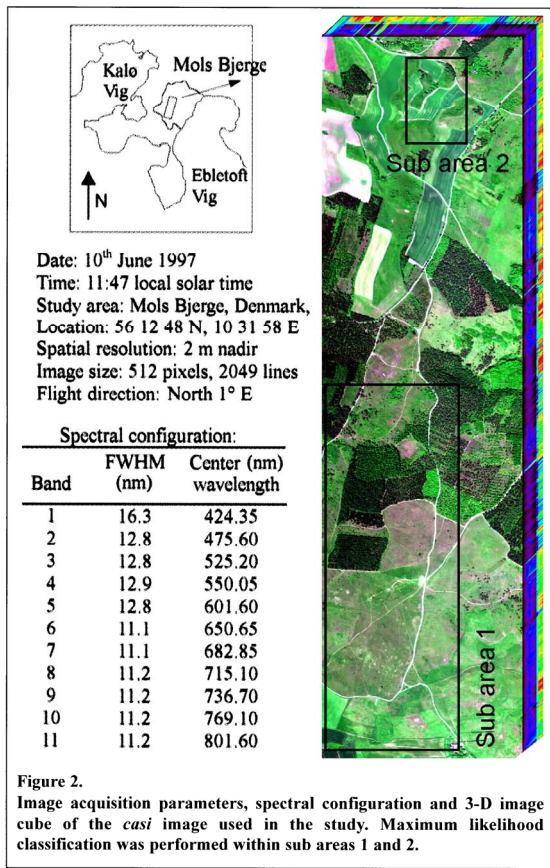 Kalø
Vig
Mols Bjerge
Ebletoft
Vig
N
Date: 10th June 1997
Time: 11:47 local solar time
Study area: Mols Bjerge, Denmark,
Location: 56 12 48 N, 10 31 58 E
Spatial resolution: 2 m nadir
Image size: 512 pixels, 2049 lines
Flight direction: North 1° E
Spectral configuration:
Band FWHM (nm) Center (nm) wavelength
1 16.3 424.35
2 12.8 475.60
3 12.8 525.20
4 12.9 550.05
5 12.8 601.60
6 11.1 650.65
7 11.1 682.85
8 11.2 715.10
9 11.2 736.70
10 11.2 769.10
11 11.2 801.60
Sub area 2
Sub area 1
Figure 2.
Image acquisition parameters, spectral configuration and 3-D image
cube of the casi image used in the study. Maximum likelihood
classification was performed within sub areas 1 and 2.